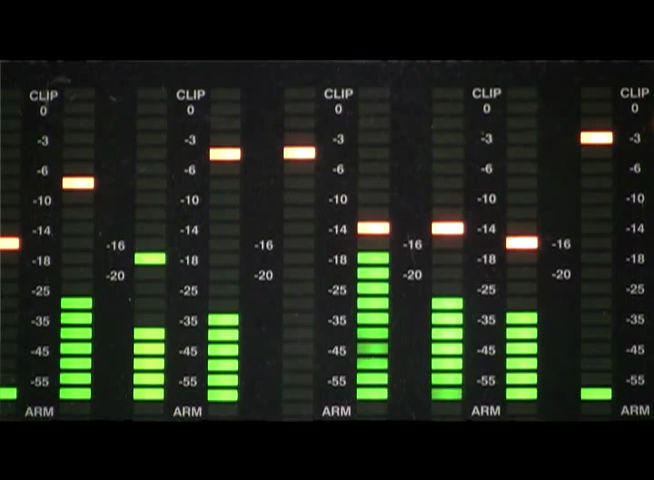 CLIP CLIP CLIP CLIP CLIP
0 0 0 0 0
-3 -3 -3 -3 -3
-6 -6 -6 -6 -6
-10 -10 -10 -10 -10
-14 -14 -14 -14 -14
-16 -16 -16 -16
-18 -18 -18 -18 -18
-20 -20 -20 -20
-25 -25 -25 -25 -25
-35 -35 -35 -35 -35
-45 -45 -45 -45 -45
-55 -55 -55 -55 -55
ARM ARM ARM ARM ARM